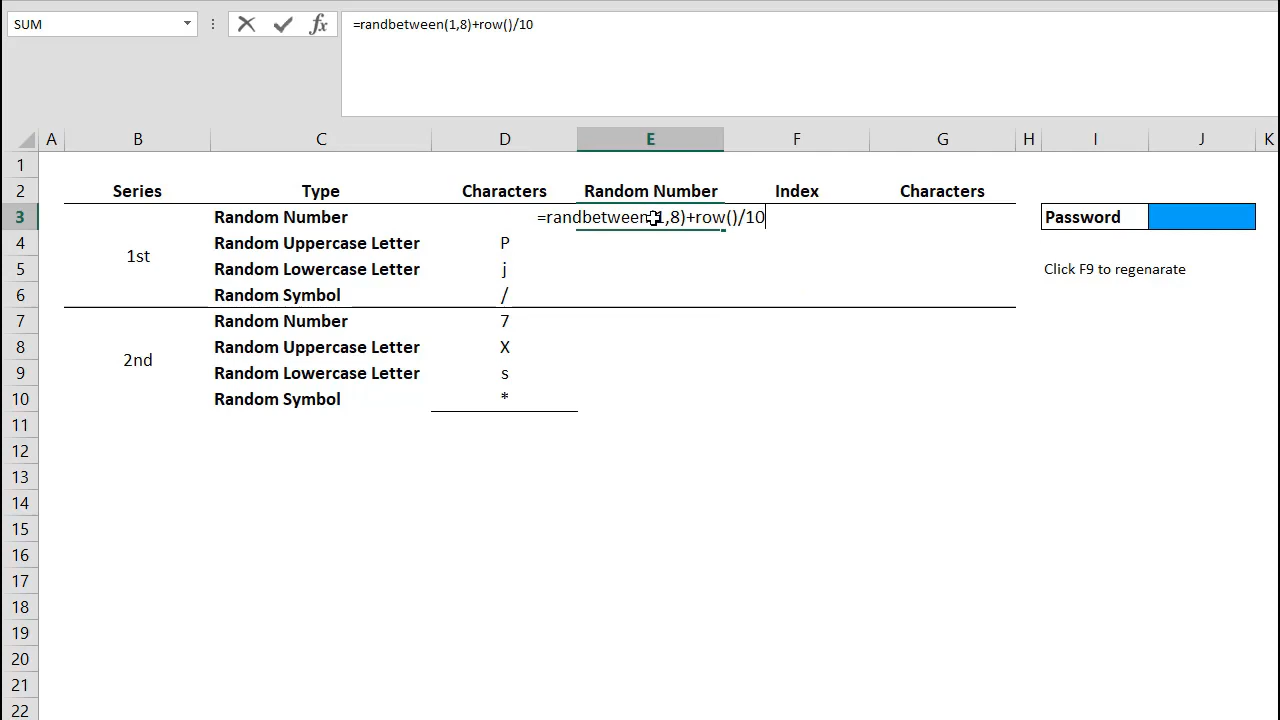 SUM
fx
=randbetween(1,8)+row()/10
A B C D E F G H I J K
1
2 Series Type Characters Random Number Index Characters
3 Random Number =randbetween(1,8)+row()/10 Password
4 Random Uppercase Letter P
1st
5 Random Lowercase Letter j Click F9 to regenarate
6 Random Symbol /
7 Random Number 7
8 Random Uppercase Letter X
2nd
9 Random Lowercase Letter s
10 Random Symbol *
11
12
13
14
15
16
17
18
19
20
21
22